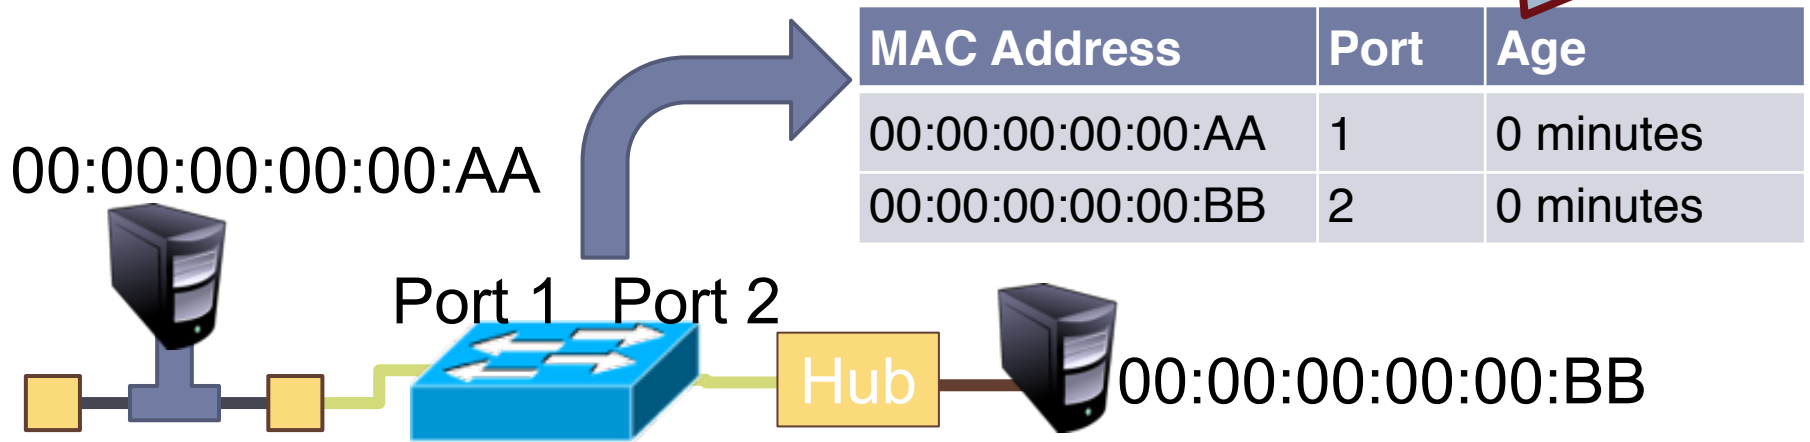 MAC Address Port Age
00:00:00:00:00:AA 1 0 minutes
00:00:00:00:00:BB 2 0 minutes
00:00:00:00:00:AA
Port 1 Port 2
Hub
00:00:00:00:00:BB